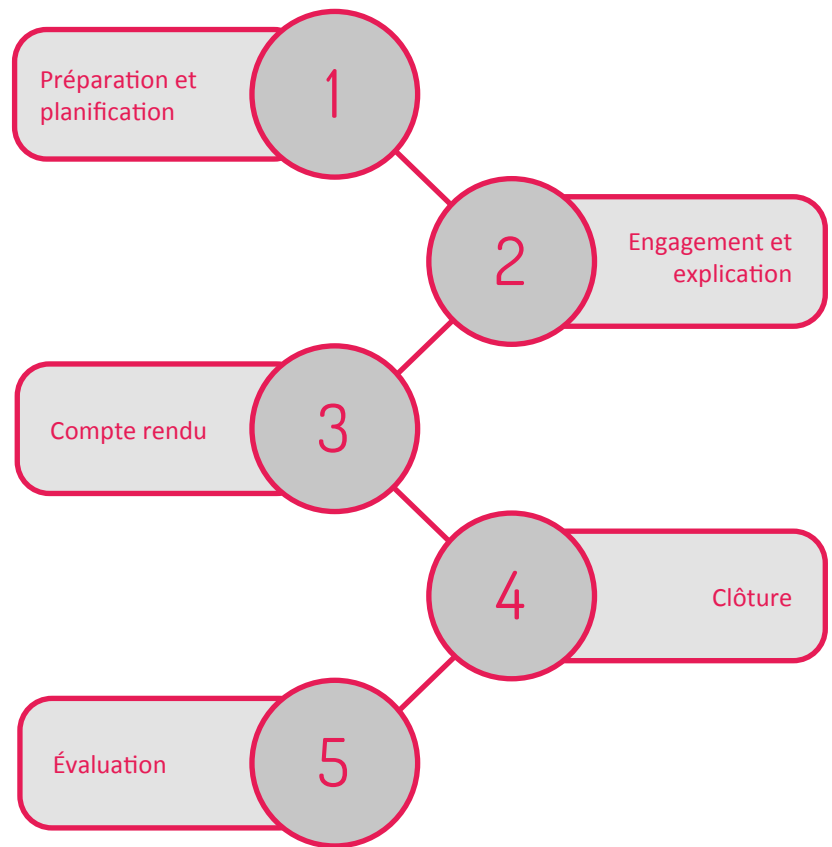 Préparation et
planification
1
2
Engagement et
explication
Compte rendu
3
4
Clôture
Évaluation
5